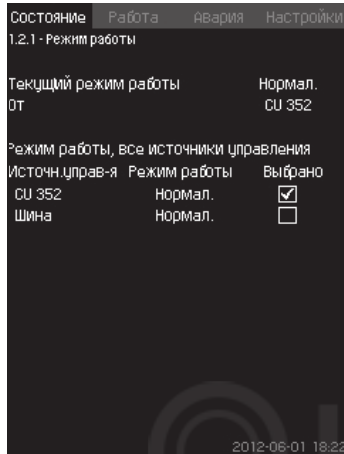 Состояние Работа Авария Настройки
1.2.1 - Режим работы
Текущий режим работы Нормал.
От CU 352
Режим работы, все источники управления
Источн.управ-я Режим работы Выбрано
CU 352 Нормал.
Шина Нормал.
2012-06-01 18:22